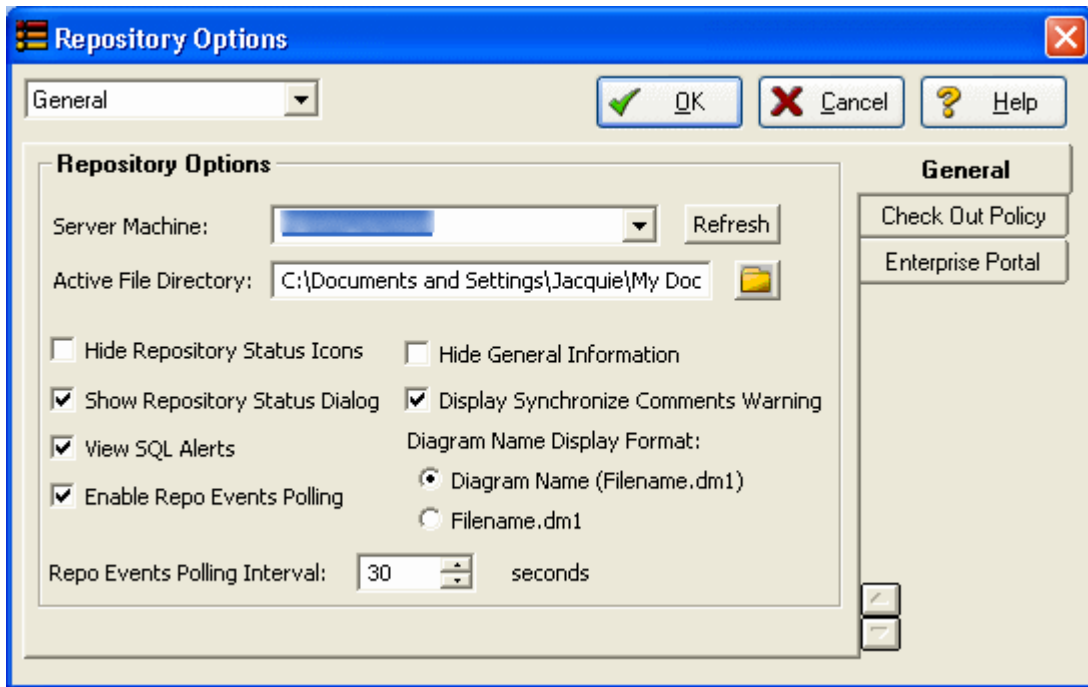 Repository Options
General
OK
Cancel
Help
Repository Options
General
Check Out Policy
Enterprise Portal
Server Machine:
Refresh
Active File Directory:
C:\Documents and Settings\Jacquie\My Doc
Hide Repository Status Icons
Hide General Information
Show Repository Status Dialog
Display Synchronize Comments Warning
View SQL Alerts
Diagram Name Display Format:
Enable Repo Events Polling
Diagram Name (Filename.dm1)
Filename.dm1
Repo Events Polling Interval: 30 seconds